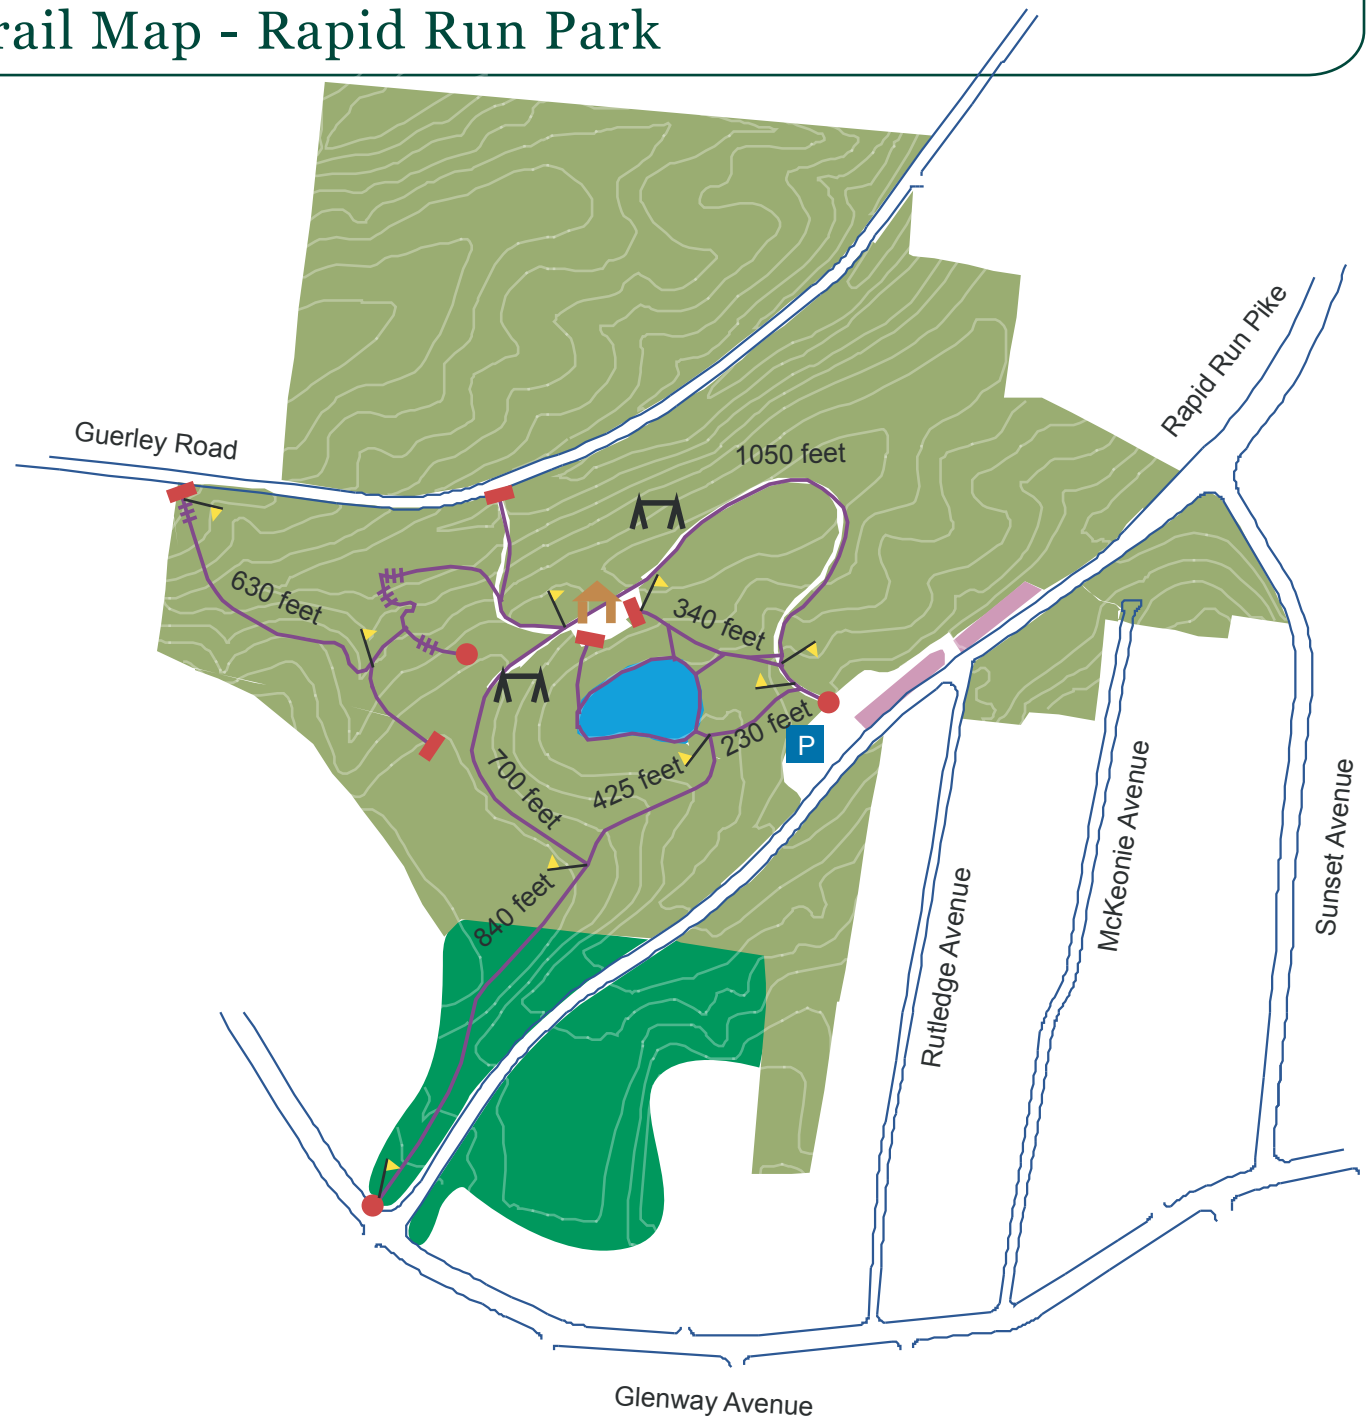 rail Map - Rapid Run Park
Rapid Run Pike
Guerley Road
1050 feet
630 feet
340 feet
230 feet
P
700 feet
425 feet
840 feet
McKeonie Avenue
Sunset Avenue
Rutledge Avenue
Glenway Avenue